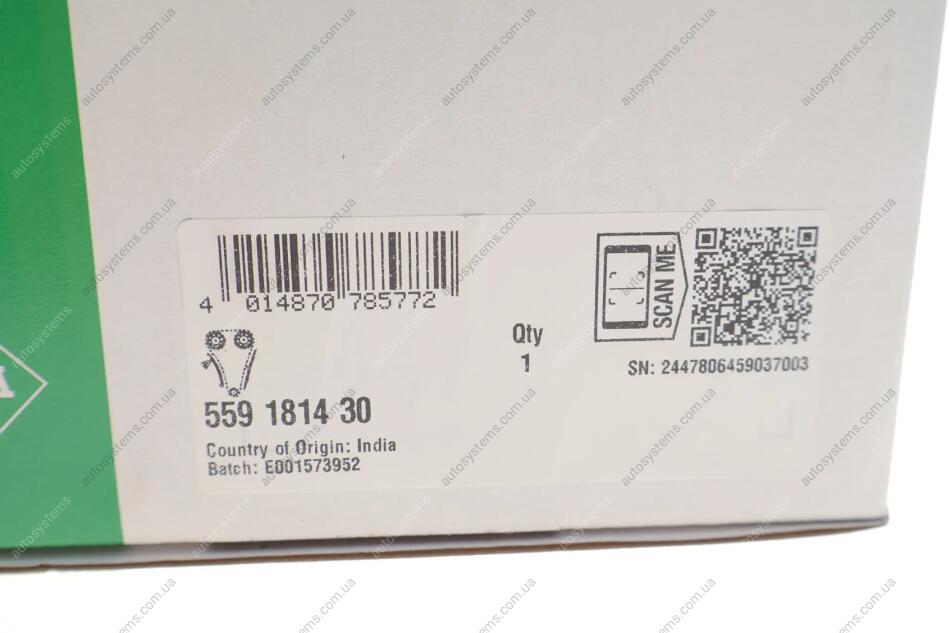 4 014870 785772
Qty
1
SCAN ME
SN: 2447806459037003
559 1814 30
Country of Origin: India
Batch: E001573952
autosystems.com.ua